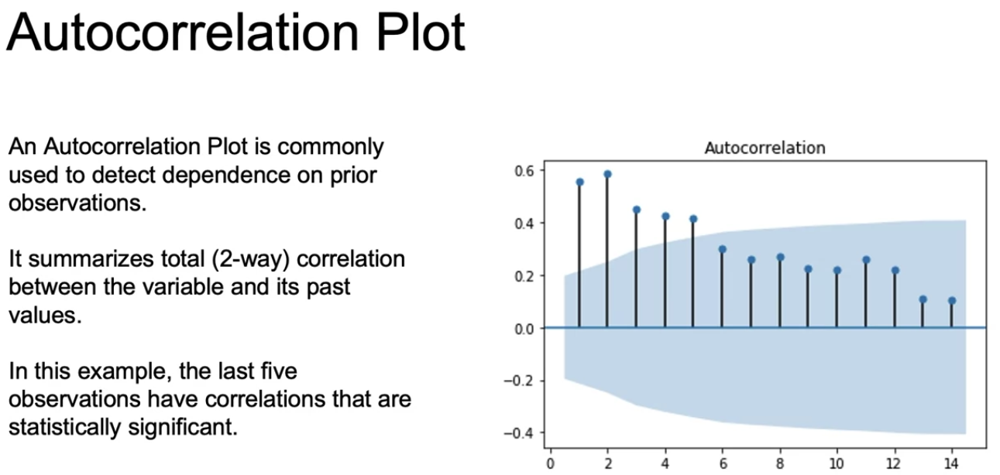 Autocorrelation Plot
An Autocorrelation Plot is commonly
used to detect dependence on prior
observations.
It summarizes total (2-way) correlation
between the variable and its past
values.
In this example, the last five
observations have correlations that are
statistically significant.
Autocorrelation
0.6
0.4
0.2
0.0
−0.2
−0.4
0 2 4 6 8 10 12 14